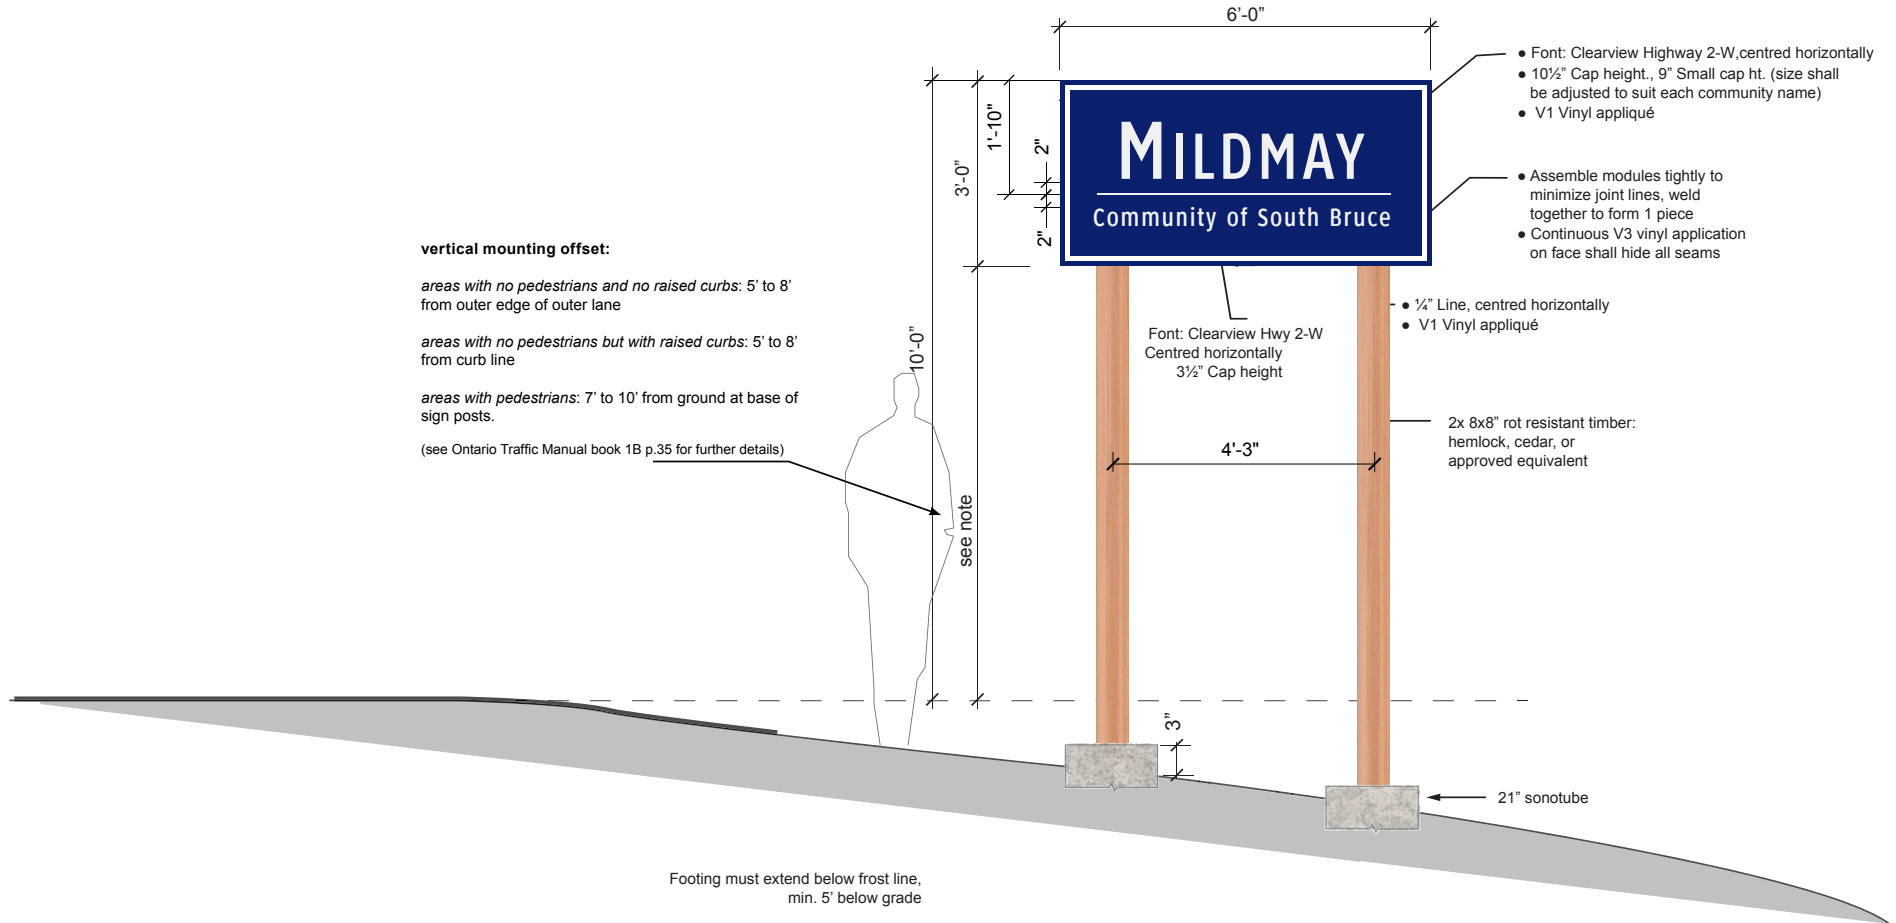 6’-0”
● Font: Clearview Highway 2-W,centred horizontally
● 10½” Cap height., 9” Small cap ht. (size shall
be adjusted to suit each community name)
● V1 Vinyl appliqué
1'-10"
2"
3’-0”
2"
MILDMAY
Community of South Bruce
● Assemble modules tightly to
minimize joint lines, weld
together to form 1 piece
● Continuous V3 vinyl application
on face shall hide all seams
vertical mounting offset:
areas with no pedestrians and no raised curbs: 5’ to 8’
from outer edge of outer lane
areas with no pedestrians but with raised curbs: 5’ to 8’
from curb line
areas with pedestrians: 7’ to 10’ from ground at base of
sign posts.
(see Ontario Traffic Manual book 1B p.35 for further details)
10’-0”
see note
● ¼” Line, centred horizontally
● V1 Vinyl appliqué
Font: Clearview Hwy 2-W
Centred horizontally
3½” Cap height
4'-3"
2x 8x8” rot resistant timber:
hemlock, cedar, or
approved equivalent
3”
21” sonotube
Footing must extend below frost line,
min. 5’ below grade